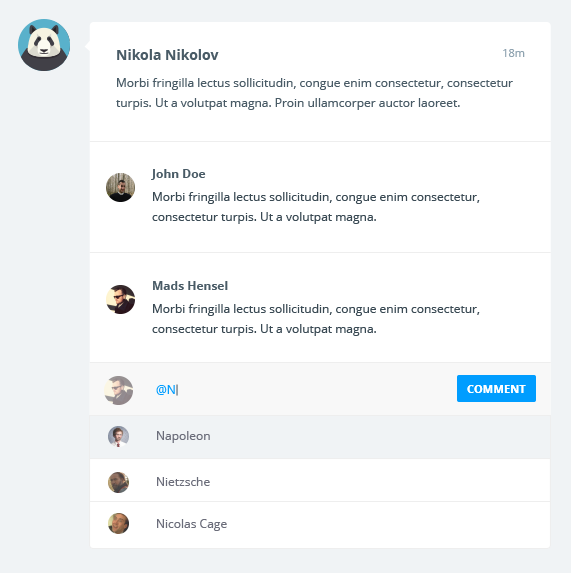 Nikola Nikolov
18m
Morbi fringilla lectus sollicitudin, congue enim consectetur, consectetur
turpis. Ut a volutpat magna. Proin ullamcorper auctor laoreet.
John Doe
Morbi fringilla lectus sollicitudin, congue enim consectetur,
consectetur turpis. Ut a volutpat magna.
Mads Hensel
Morbi fringilla lectus sollicitudin, congue enim consectetur,
consectetur turpis. Ut a volutpat magna.
@N
COMMENT
Napoleon
Nietzsche
Nicolas Cage